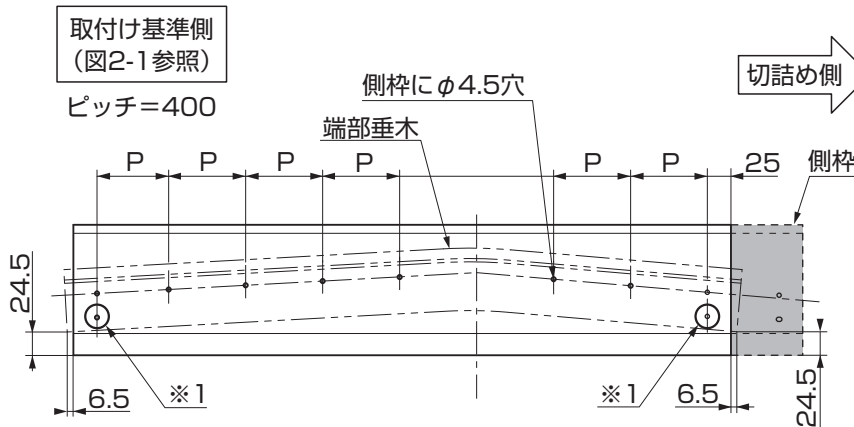 取付け基準側
（図2-1参照）
切詰め側
ピッチ＝400
側枠にφ4.5穴
端部垂木
P
P
P
P
P
P
25
側枠
24.5
6.5
※1
※1
6.5
24.5